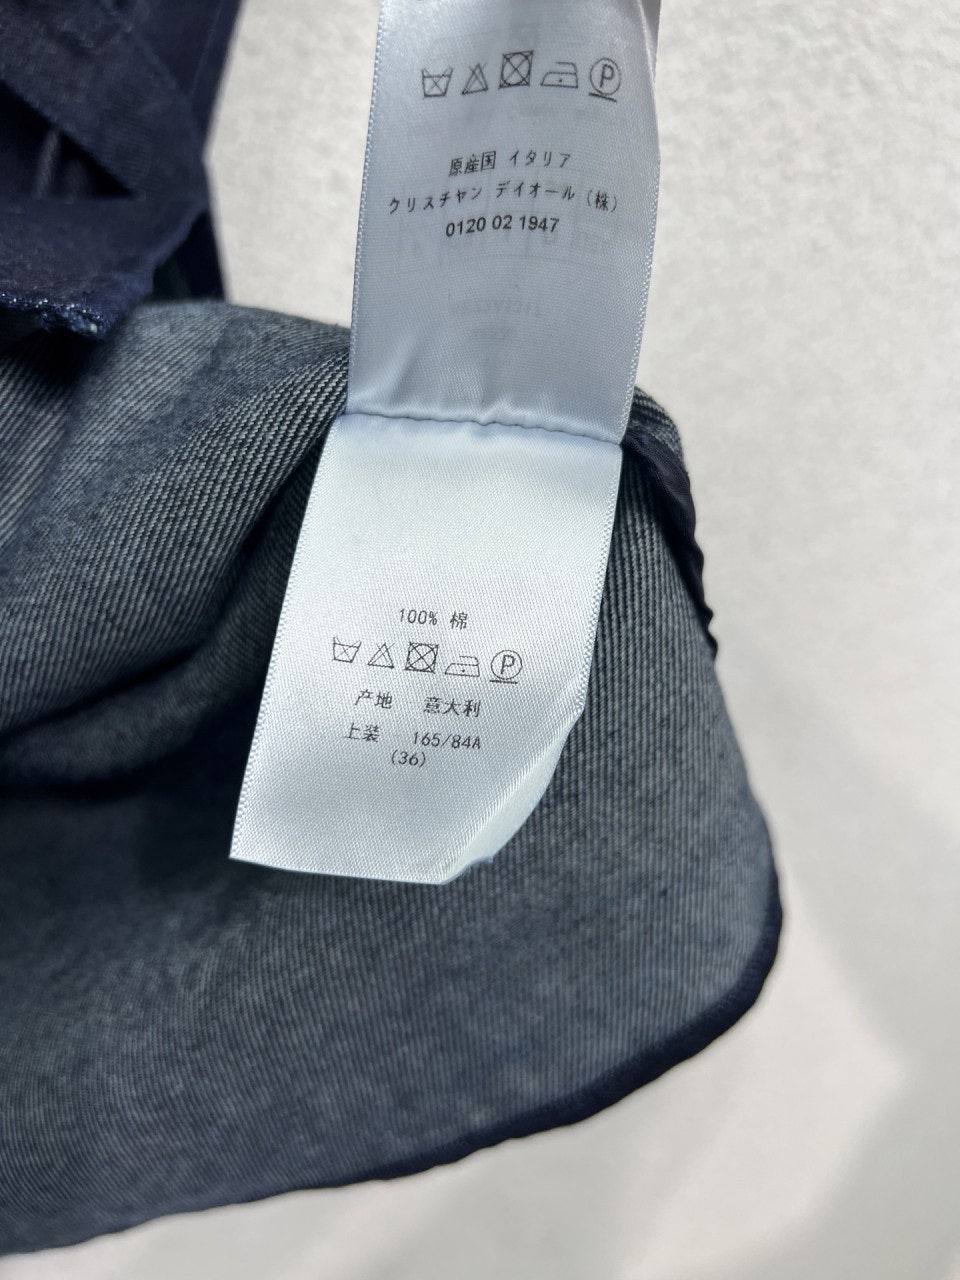 P
原産国 イタリア
クリスチャン デイオール (株)
0120 02 1947
100% 棉
P
产地 意大利
上装 165/84A
(36)